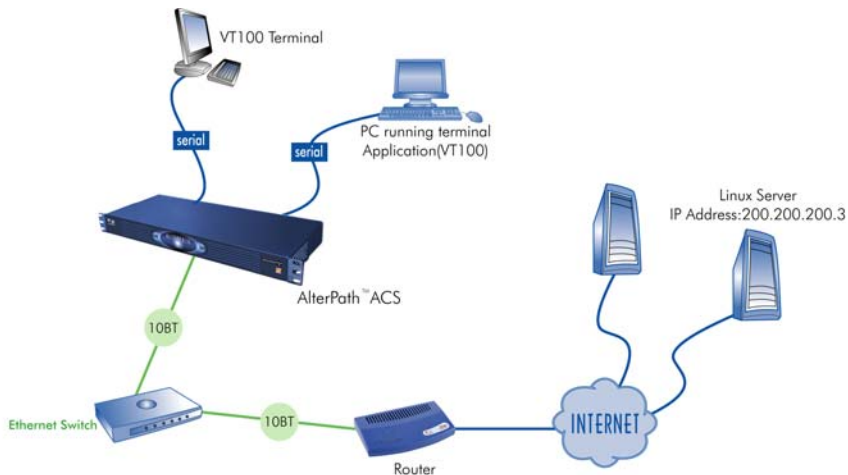 VT100 Terminal
serial
serial
PC running terminal
Application(VT100)
Linux Server
IP Address:200.200.200.3
AlterPath™ACS
10BT
Ethernet Switch
10BT
Router
INTERNET